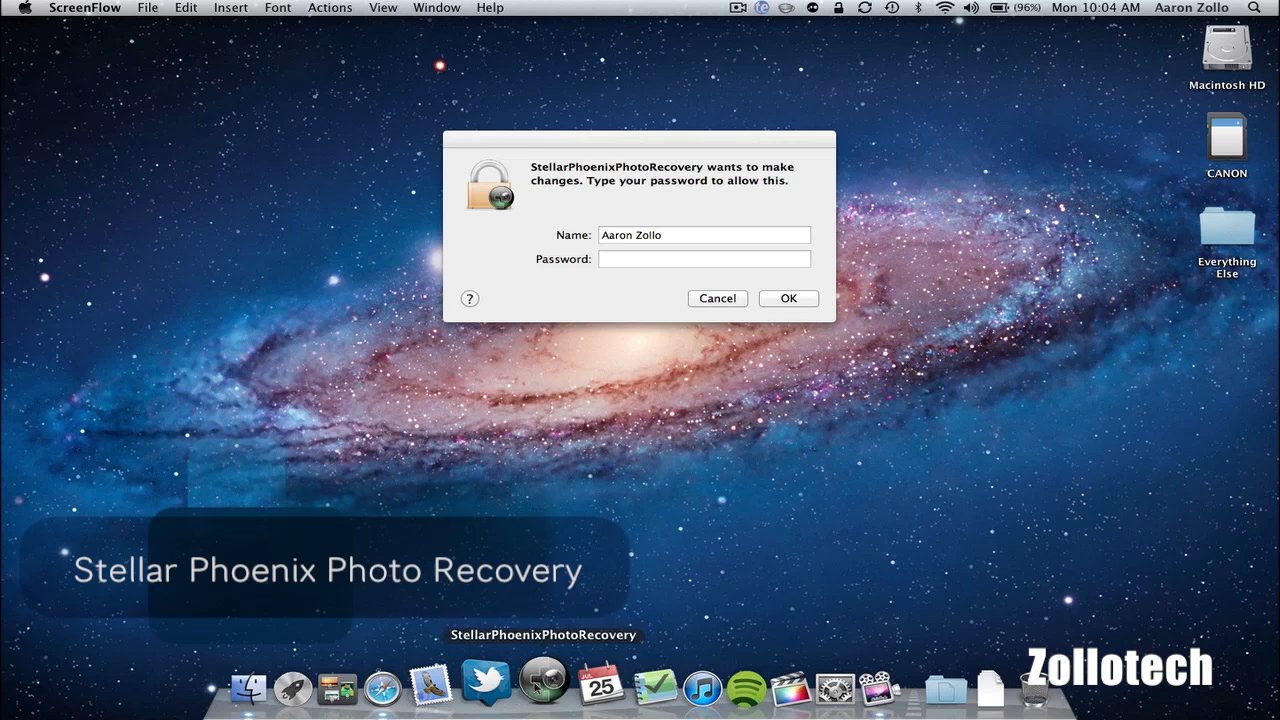 ScreenFlow File Edit Insert Font Actions View Window Help (96%) Mon 10:04 AM Aaron Zollo
Macintosh HD
CANON
Everything
Else
StellarPhoenixPhotoRecovery wants to make
changes. Type your password to allow this.
Name: Aaron Zollo
Password:
? Cancel OK
Stellar Phoenix Photo Recovery
StellarPhoenixPhotoRecovery
JUL
25
Zollotech